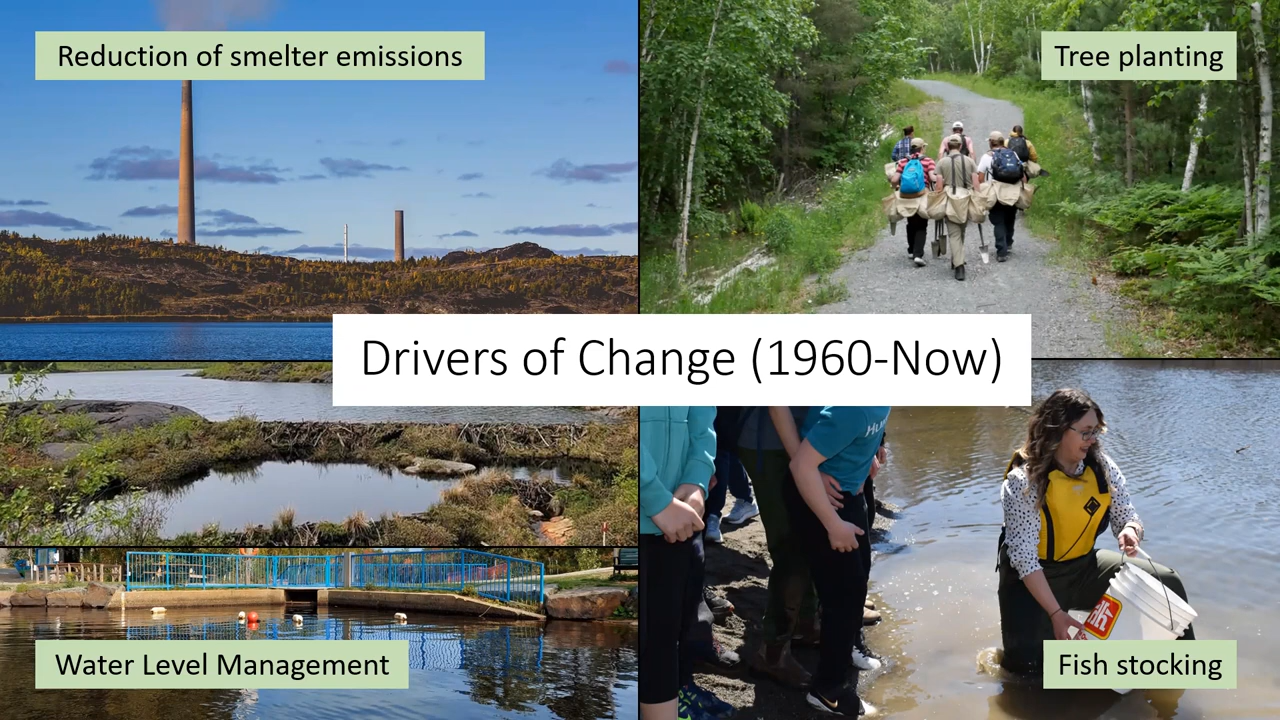 Reduction of smelter emissions
Tree planting
Drivers of Change (1960-Now)
Water Level Management
Fish stocking